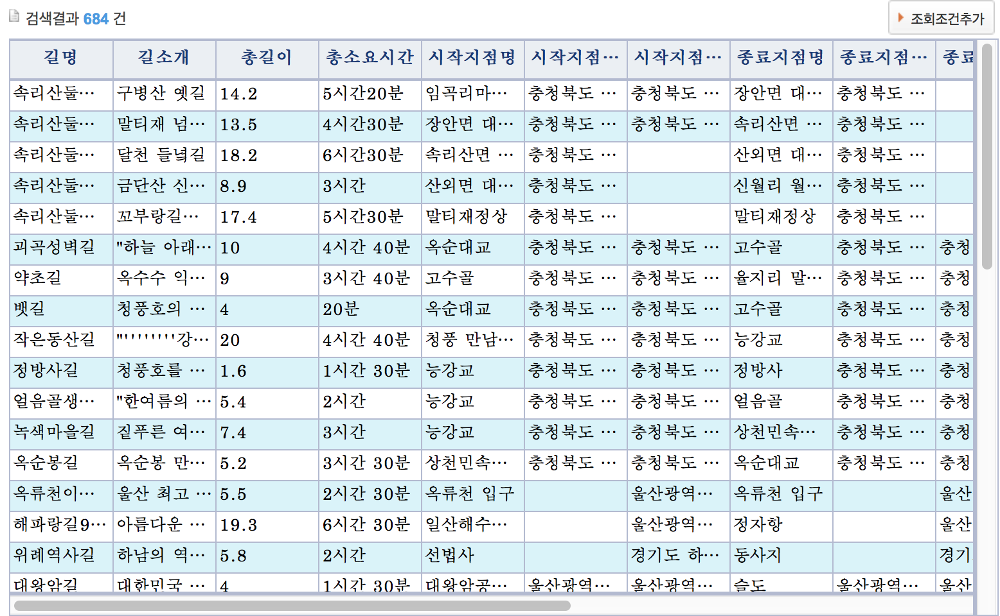 검색결과 684 건
조회조건추가
길명 길소개 총길이 총소요시간 시작지점명 시작지점… 시작지점… 종료지점명 종료지점… 종료
속리산둘… 구병산 옛길 14.2 5시간20분 임곡리마… 충청북도 … 충청북도 … 장안면 대… 충청북도 …
속리산둘… 말티재 넘… 13.5 4시간30분 장안면 대… 충청북도 … 충청북도 … 속리산면 … 충청북도 …
속리산둘… 달천 들녘길 18.2 6시간30분 속리산면 … 충청북도 … 산외면 대… 충청북도 …
속리산둘… 금단산 신… 8.9 3시간 산외면 대… 충청북도 … 신월리 월… 충청북도 …
속리산둘… 꼬부랑길… 17.4 5시간30분 말티재정상 충청북도 … 말티재정상 충청북도 …
괴곡성벽길 "하늘 아래… 10 4시간 40분 옥순대교 충청북도 … 충청북도 … 고수골 충청북도 … 충청
약초길 옥수수 익… 9 3시간 40분 고수골 충청북도 … 충청북도 … 율지리 말… 충청북도 … 충청
뱃길 청풍호의 … 4 20분 옥순대교 충청북도 … 충청북도 … 고수골 충청북도 … 충청
작은동산길 "''''''''강… 20 4시간 40분 청풍 만남… 충청북도 … 충청북도 … 능강교 충청북도 … 충청
정방사길 청풍호를 … 1.6 1시간 30분 능강교 충청북도 … 충청북도 … 정방사 충청북도 … 충청
얼음골생… "한여름의 … 5.4 2시간 능강교 충청북도 … 충청북도 … 얼음골 충청북도 … 충청
녹색마을길 짙푸른 여… 7.4 3시간 능강교 충청북도 … 충청북도 … 상천민속… 충청북도 … 충청
옥순봉길 옥순봉 만… 5.2 3시간 30분 상천민속… 충청북도 … 충청북도 … 옥순대교 충청북도 … 충청
옥류천이… 울산 최고 … 5.5 2시간 30분 옥류천 입구 울산광역… 옥류천 입구 울산
해파랑길9… 아름다운 … 19.3 6시간 30분 일산해수… 울산광역… 정자항 울산
위례역사길 하남의 역… 5.8 2시간 선법사 경기도 하… 동사지 경기
대왕암길 대한민국 … 4 1시간 30분 대왕암공… 울산광역… 울산광역… 슬도 울산광역… 울산